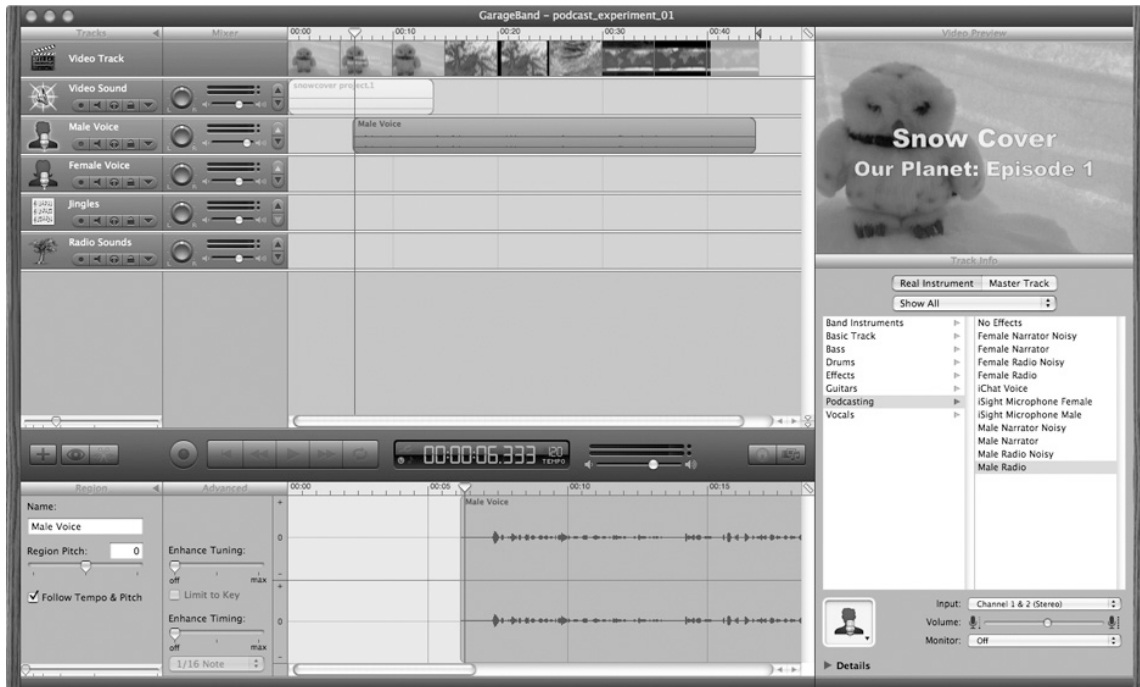 GarageBand – podcast_experiment_01
Tracks
Mixer
00:00
00:10
00:20
00:30
00:40
Video Preview
Video Track
Video Sound
snowcover project.1
Male Voice
Male Voice
Female Voice
Jingles
Radio Sounds
Snow Cover
Our Planet: Episode 1
Track Info
Real Instrument
Master Track
Show All
Band Instruments
Basic Track
Bass
Drums
Effects
Guitars
Podcasting
Vocals
No Effects
Female Narrator Noisy
Female Narrator
Female Radio Noisy
Female Radio
iChat Voice
iSight Microphone Female
iSight Microphone Male
Male Narrator Noisy
Male Narrator
Male Radio Noisy
Male Radio
00:00:06.333
120
TEMPO
Region
Advanced
00:00
00:05
00:10
00:15
Name:
Male Voice
Region Pitch: 0
Follow Tempo & Pitch
Enhance Tuning:
off max
Limit to Key
Enhance Timing:
off max
1/16 Note
Male Voice
Input: Channel 1 & 2 (Stereo)
Volume:
Monitor: Off
Details